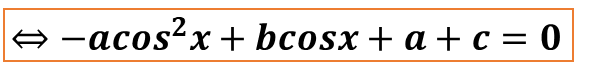 ⇔ −acos²x + bcosx + a + c = 0